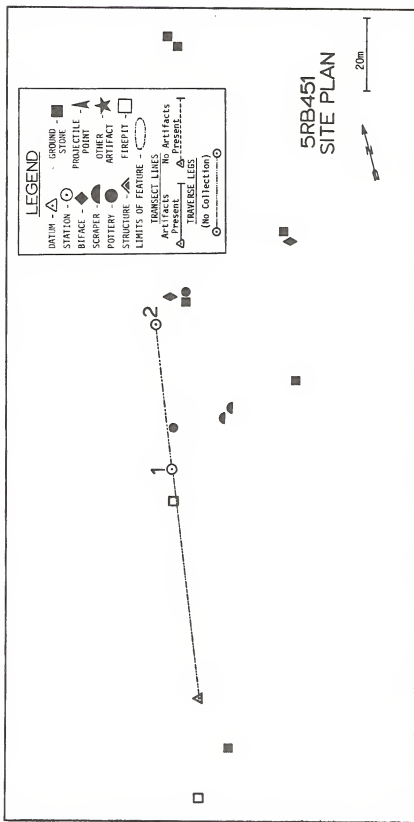 LEGEND
DATUM -
STATION -
BIFACE -
SCRAPER -
POTTERY -
STRUCTURE -
GROUND
STONE -
PROJECTILE
POINT -
OTHER
ARTIFACT -
FIREPIT -
LIMITS OF FEATURE -
TRANSECT LINES
Artifacts
Present
No Artifacts
Present
TRAVERSE LEGS
(No Collection)
2
1
5RB451
SITE PLAN
N
20m